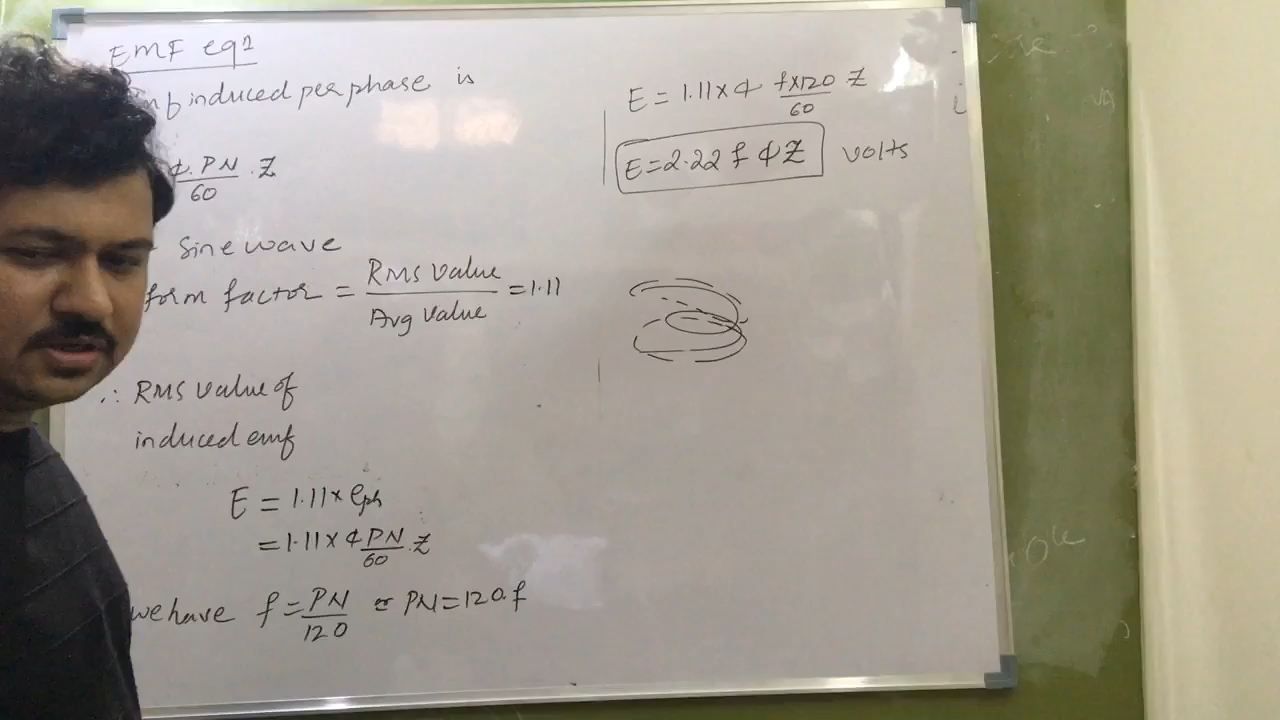 EMF eqn
induced per phase is
ϕ.PN/60 .Z
Sine wave
form factor = RMS value/Avg value = 1.11
∴ RMS value of
induced emf
E = 1.11 × eph
= 1.11 × ϕ PN/60 .Z
we have f = PN/120 or PN = 120f
E = 1.11 × ϕ f×120/60 Z
E = 2.22 f ϕ Z volts